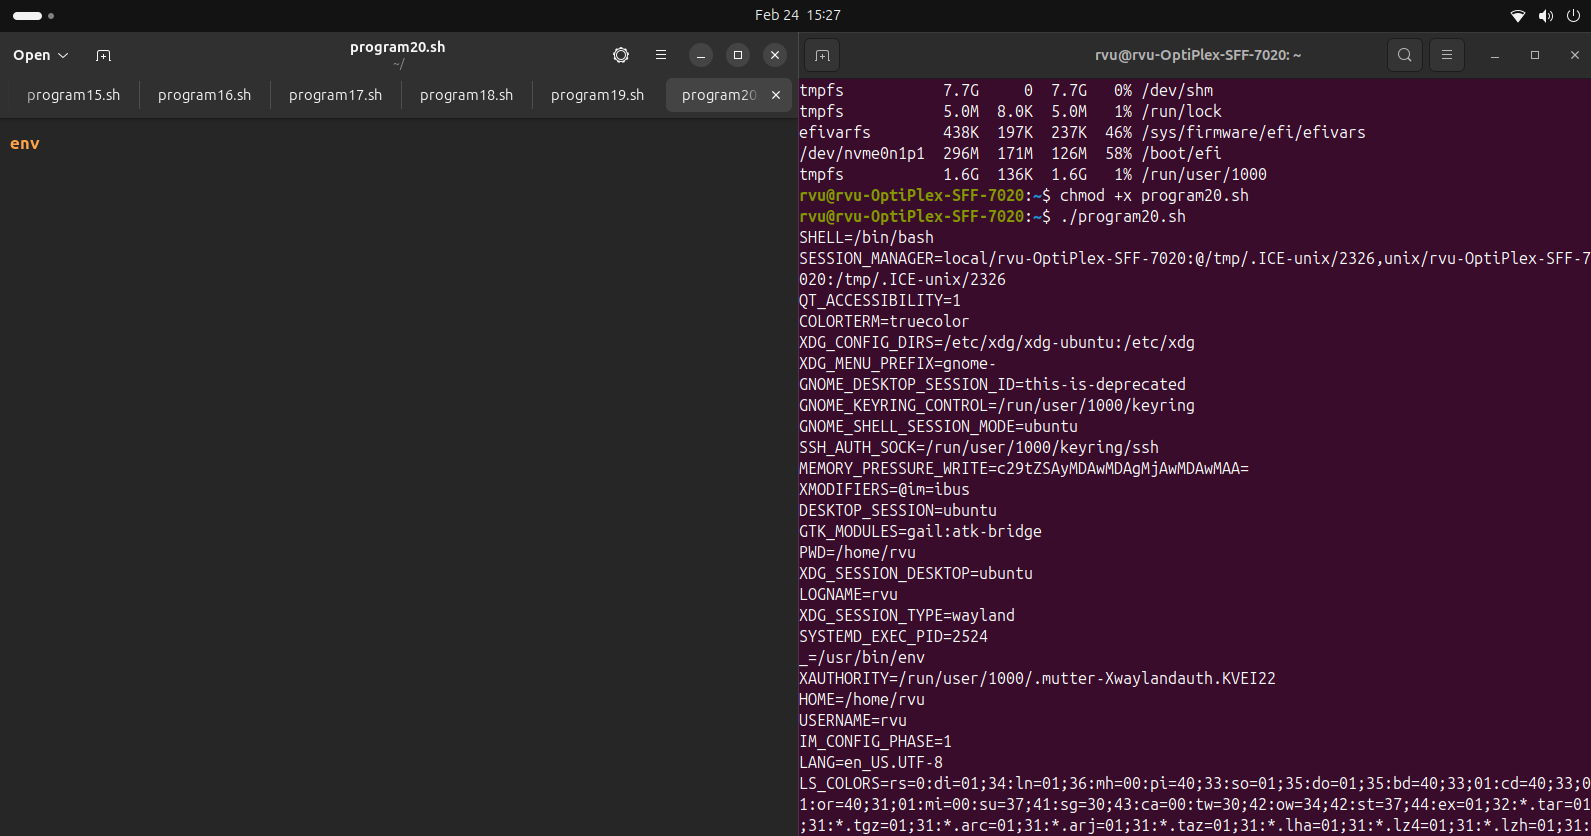 Feb 24 15:27
Open
program20.sh
~/
program15.sh program16.sh program17.sh program18.sh program19.sh program20
env
rvu@rvu-OptiPlex-SFF-7020: ~
tmpfs 7.7G 0 7.7G 0% /dev/shm
tmpfs 5.0M 8.0K 5.0M 1% /run/lock
efivarfs 438K 197K 237K 46% /sys/firmware/efi/efivars
/dev/nvme0n1p1 296M 171M 126M 58% /boot/efi
tmpfs 1.6G 136K 1.6G 1% /run/user/1000
rvu@rvu-OptiPlex-SFF-7020:~$ chmod +x program20.sh
rvu@rvu-OptiPlex-SFF-7020:~$ ./program20.sh
SHELL=/bin/bash
SESSION_MANAGER=local/rvu-OptiPlex-SFF-7020:@/tmp/.ICE-unix/2326,unix/rvu-OptiPlex-SFF-7
020:/tmp/.ICE-unix/2326
QT_ACCESSIBILITY=1
COLORTERM=truecolor
XDG_CONFIG_DIRS=/etc/xdg/xdg-ubuntu:/etc/xdg
XDG_MENU_PREFIX=gnome-
GNOME_DESKTOP_SESSION_ID=this-is-deprecated
GNOME_KEYRING_CONTROL=/run/user/1000/keyring
GNOME_SHELL_SESSION_MODE=ubuntu
SSH_AUTH_SOCK=/run/user/1000/keyring/ssh
MEMORY_PRESSURE_WRITE=c29tZSAyMDAwMDAgMjAwMDAwMAA=
XMODIFIERS=@im=ibus
DESKTOP_SESSION=ubuntu
GTK_MODULES=gail:atk-bridge
PWD=/home/rvu
XDG_SESSION_DESKTOP=ubuntu
LOGNAME=rvu
XDG_SESSION_TYPE=wayland
SYSTEMD_EXEC_PID=2524
_=/usr/bin/env
XAUTHORITY=/run/user/1000/.mutter-Xwaylandauth.KVEI22
HOME=/home/rvu
USERNAME=rvu
IM_CONFIG_PHASE=1
LANG=en_US.UTF-8
LS_COLORS=rs=0:di=01;34:ln=01;36:mh=00:pi=40;33:so=01;35:do=01;35:bd=40;33;01:cd=40;33;0
1:or=40;31;01:mi=00:su=37;41:sg=30;43:ca=00:tw=30;42:ow=34;42:st=37;44:ex=01;32:*.tar=01
;31:*.tgz=01;31:*.arc=01;31:*.arj=01;31:*.taz=01;31:*.lha=01;31:*.lz4=01;31:*.lzh=01;31: